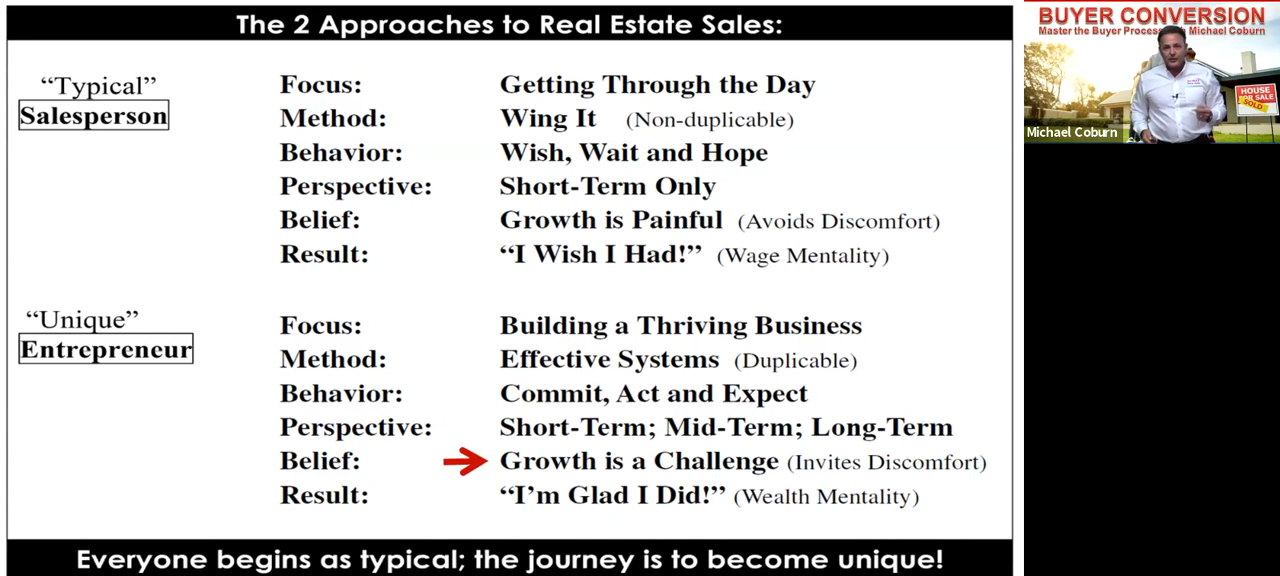 The 2 Approaches to Real Estate Sales:
“Typical”
Salesperson
Focus: Getting Through the Day
Method: Wing It (Non-duplicable)
Behavior: Wish, Wait and Hope
Perspective: Short-Term Only
Belief: Growth is Painful (Avoids Discomfort)
Result: “I Wish I Had!” (Wage Mentality)
“Unique”
Entrepreneur
Focus: Building a Thriving Business
Method: Effective Systems (Duplicable)
Behavior: Commit, Act and Expect
Perspective: Short-Term; Mid-Term; Long-Term
Belief: Growth is a Challenge (Invites Discomfort)
Result: “I’m Glad I Did!” (Wealth Mentality)
Everyone begins as typical; the journey is to become unique!
BUYER CONVERSION
Master the Buyer Process Michael Coburn
HOUSE
FOR SALE
SOLD
Michael Coburn